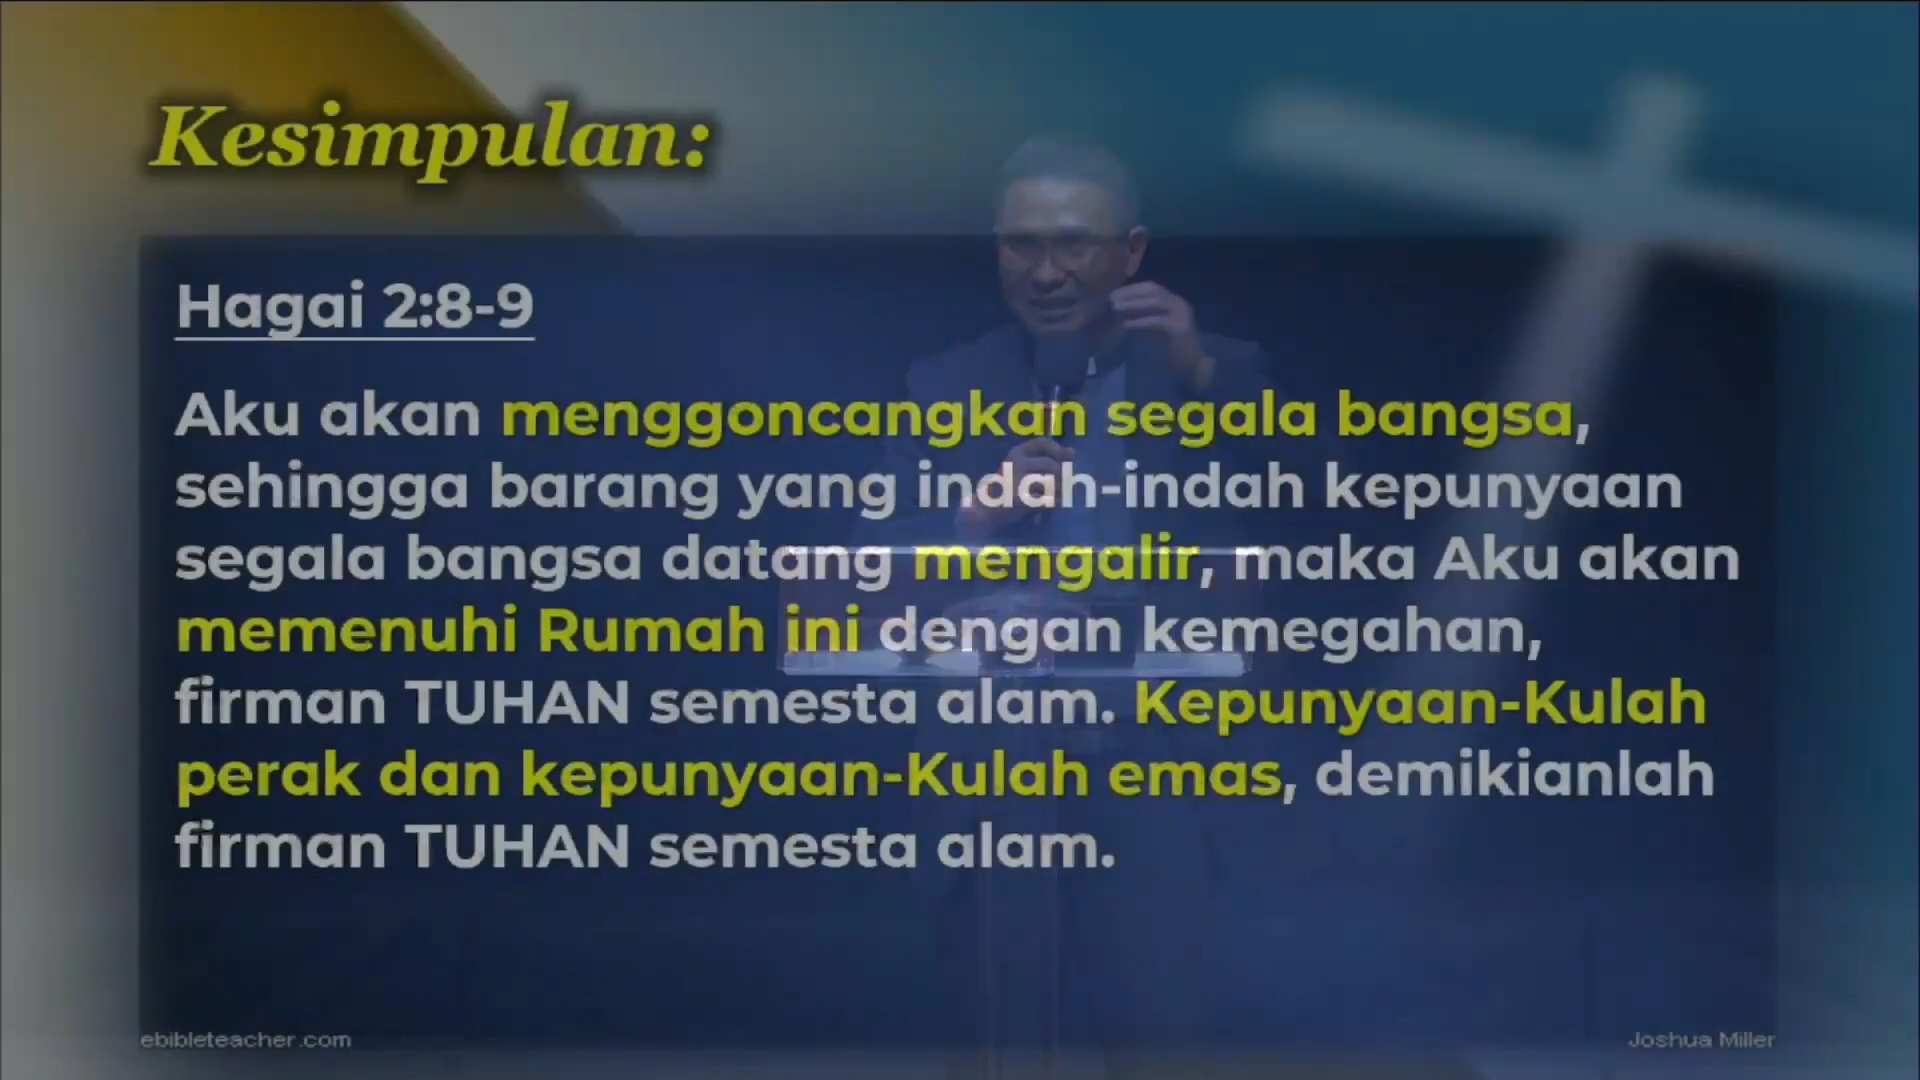 Kesimpulan:
Hagai 2:8-9
Aku akan menggoncangkan segala bangsa,
sehingga barang yang indah-indah kepunyaan
segala bangsa datang mengalir, maka Aku akan
memenuhi Rumah ini dengan kemegahan,
firman TUHAN semesta alam. Kepunyaan-Kulah
perak dan kepunyaan-Kulah emas, demikianlah
firman TUHAN semesta alam.
ebibleteacher.com
Joshua Miller